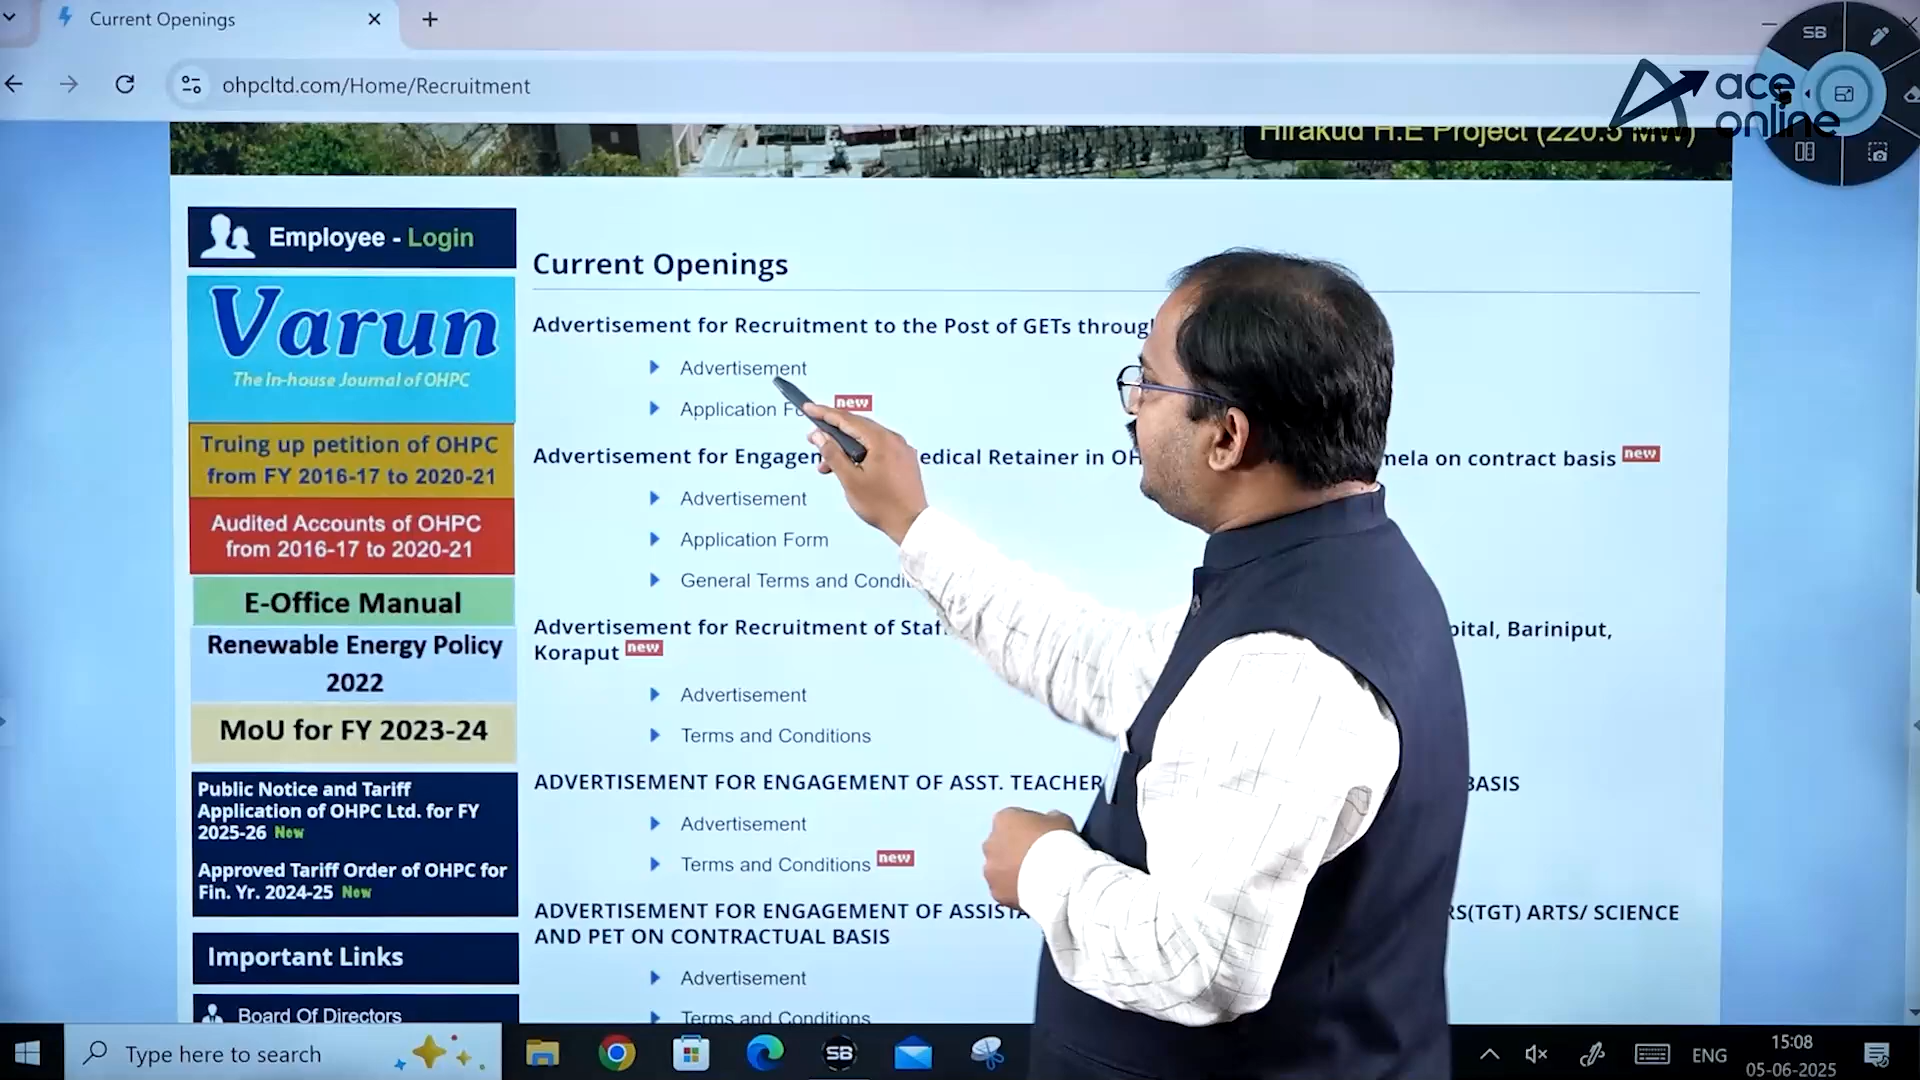 Current Openings
ohpcltd.com/Home/Recruitment
SB
ace
online
Hirakud H.E Project (220.5 MW)
Employee - Login
Varun
The In-house Journal of OHPC
Truing up petition of OHPC
from FY 2016-17 to 2020-21
Audited Accounts of OHPC
from 2016-17 to 2020-21
E-Office Manual
Renewable Energy Policy
2022
MoU for FY 2023-24
Public Notice and Tariff
Application of OHPC Ltd. for FY
2025-26 New
Approved Tariff Order of OHPC for
Fin. Yr. 2024-25 New
Important Links
Board Of Directors
Current Openings
Advertisement for Recruitment to the Post of GETs through
Advertisement
Application Fo new
Advertisement for Engagem edical Retainer in OH mela on contract basis new
Advertisement
Application Form
General Terms and Condit
Advertisement for Recruitment of Staf pital, Bariniput,
Koraput new
Advertisement
Terms and Conditions
ADVERTISEMENT FOR ENGAGEMENT OF ASST. TEACHER BASIS
Advertisement
Terms and Conditions new
ADVERTISEMENT FOR ENGAGEMENT OF ASSISTA RS(TGT) ARTS/ SCIENCE
AND PET ON CONTRACTUAL BASIS
Advertisement
Terms and Conditions
Type here to search
SB
ENG
15:08
05-06-2025